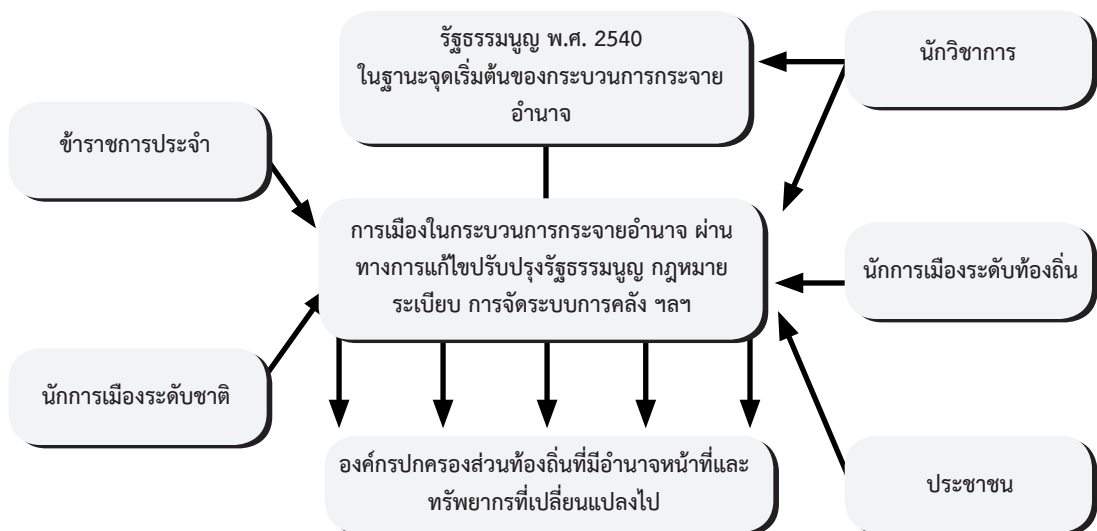 รัฐธรรมนูญ พ.ศ. 2540
ในฐานะจุดเริ่มต้นของกระบวนการกระจาย
อำนาจ
นักวิชาการ
ข้าราชการประจำ
การเมืองในกระบวนการกระจายอำนาจ ผ่าน
ทางการแก้ไขปรับปรุงรัฐธรรมนูญ กฎหมาย
ระเบียบ การจัดระบบการคลัง ฯลฯ
นักการเมืองระดับท้องถิ่น
นักการเมืองระดับชาติ
องค์กรปกครองส่วนท้องถิ่นที่มีอำนาจหน้าที่และ
ทรัพยากรที่เปลี่ยนแปลงไป
ประชาชน